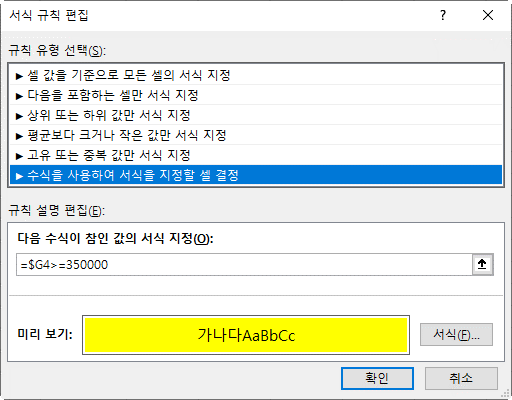 서식 규칙 편집
규칙 유형 선택(S):
► 셀 값을 기준으로 모든 셀의 서식 지정
► 다음을 포함하는 셀만 서식 지정
► 상위 또는 하위 값만 서식 지정
► 평균보다 크거나 작은 값만 서식 지정
► 고유 또는 중복 값만 서식 지정
► 수식을 사용하여 서식을 지정할 셀 결정
규칙 설명 편집(E):
다음 수식이 참인 값의 서식 지정(O):
=$G4>=350000
미리 보기: 가나다AaBbCc 서식(F)...
확인 취소